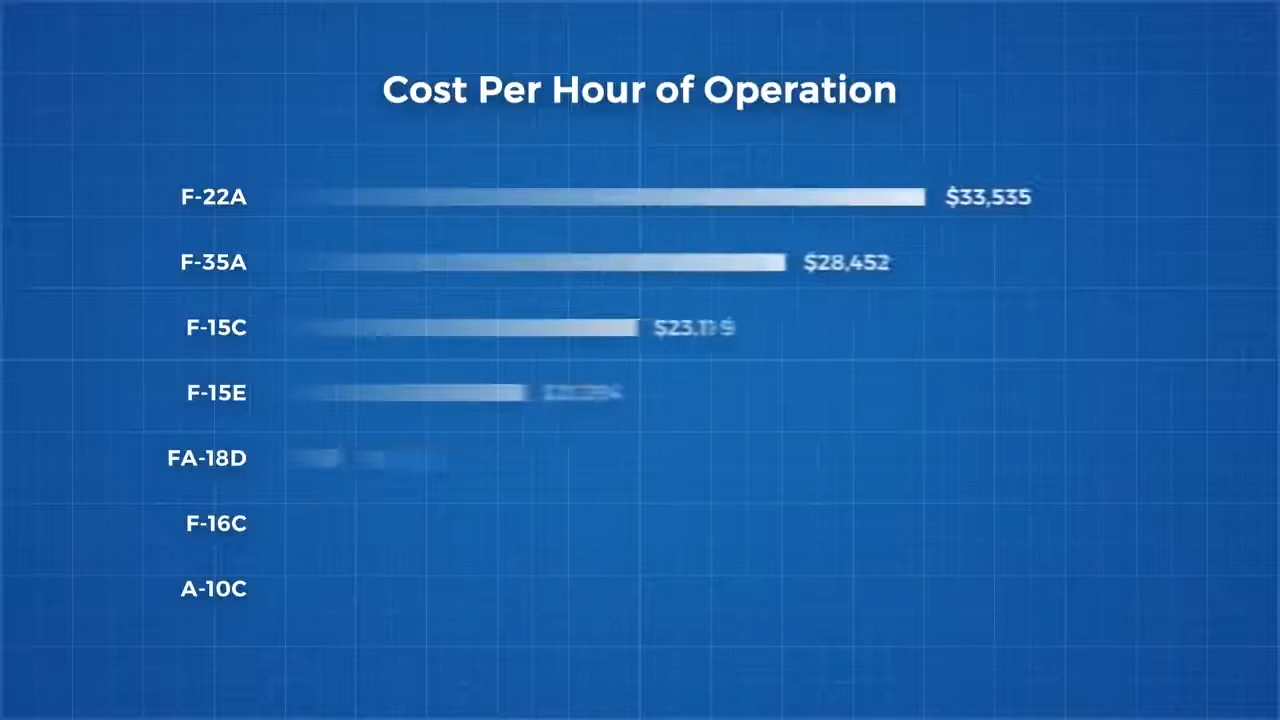 Cost Per Hour of Operation
F-22A $33,535
F-35A $28,452
F-15C
F-15E
FA-18D
F-16C
A-10C